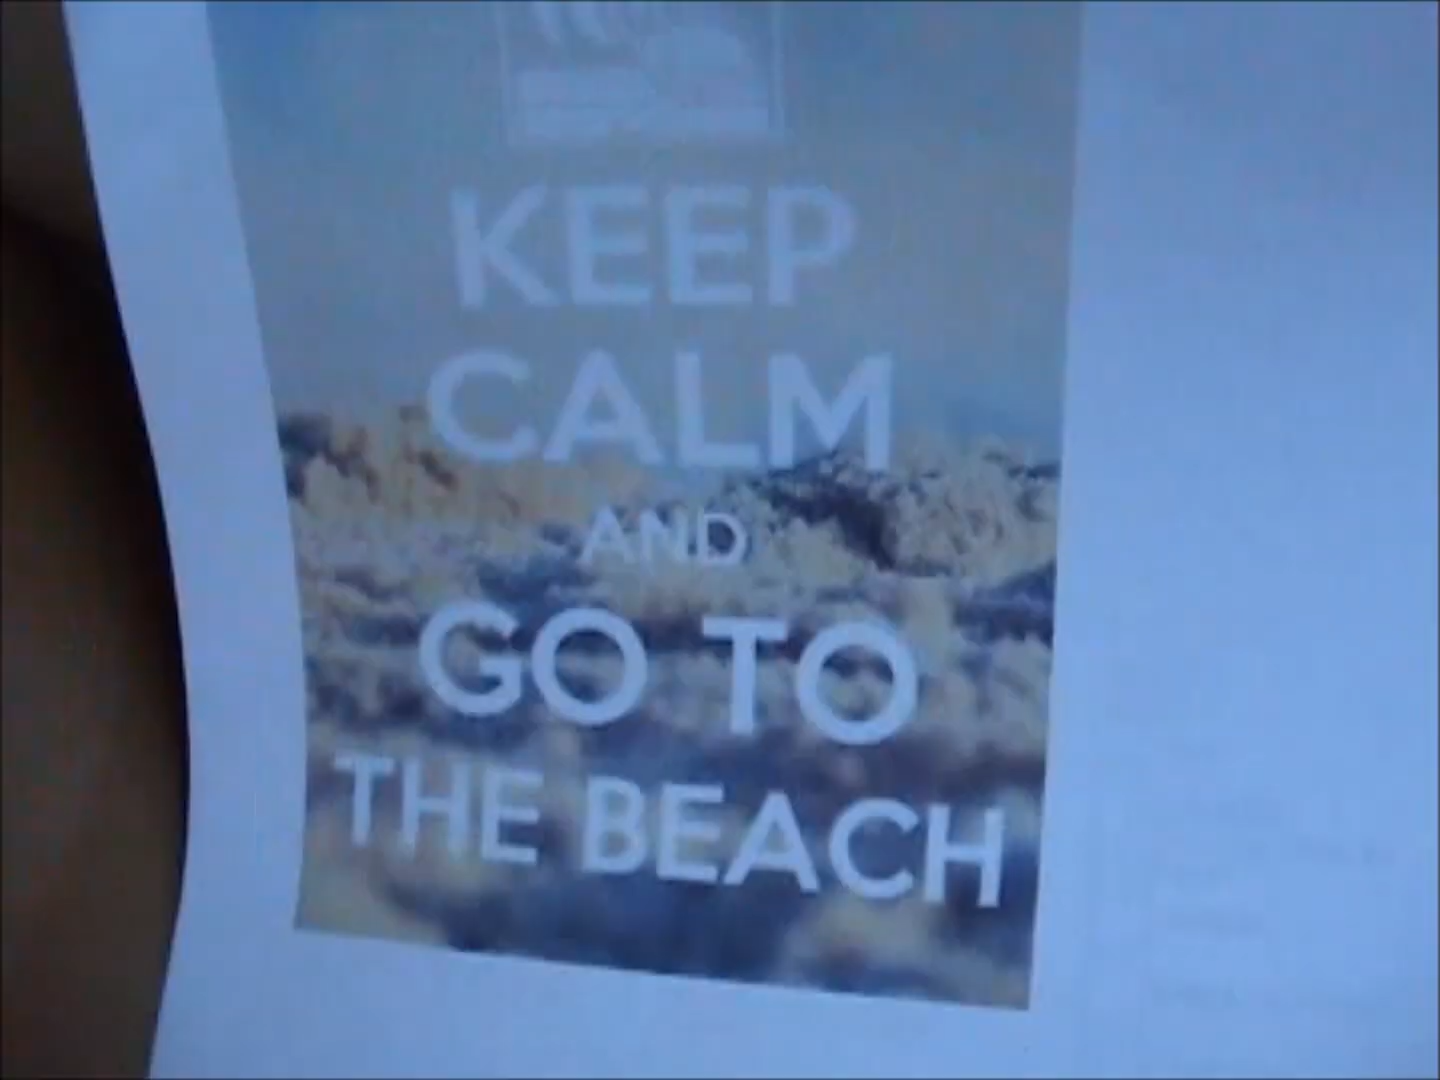 KEEP
CALM
AND
GO TO
THE BEACH